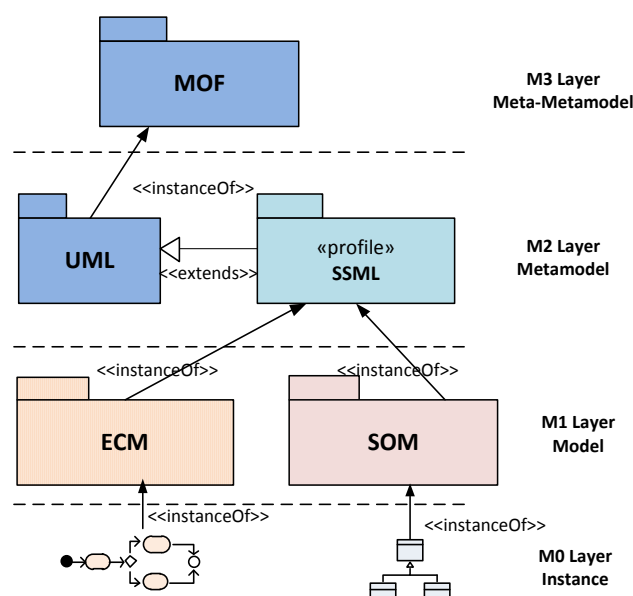 MOF
M3 Layer
Meta-Metamodel
<<instanceOf>>
UML
<<extends>>
«profile»
SSML
M2 Layer
Metamodel
<<instanceOf>>
<<instanceOf>>
ECM
SOM
M1 Layer
Model
<<instanceOf>>
<<instanceOf>>
M0 Layer
Instance